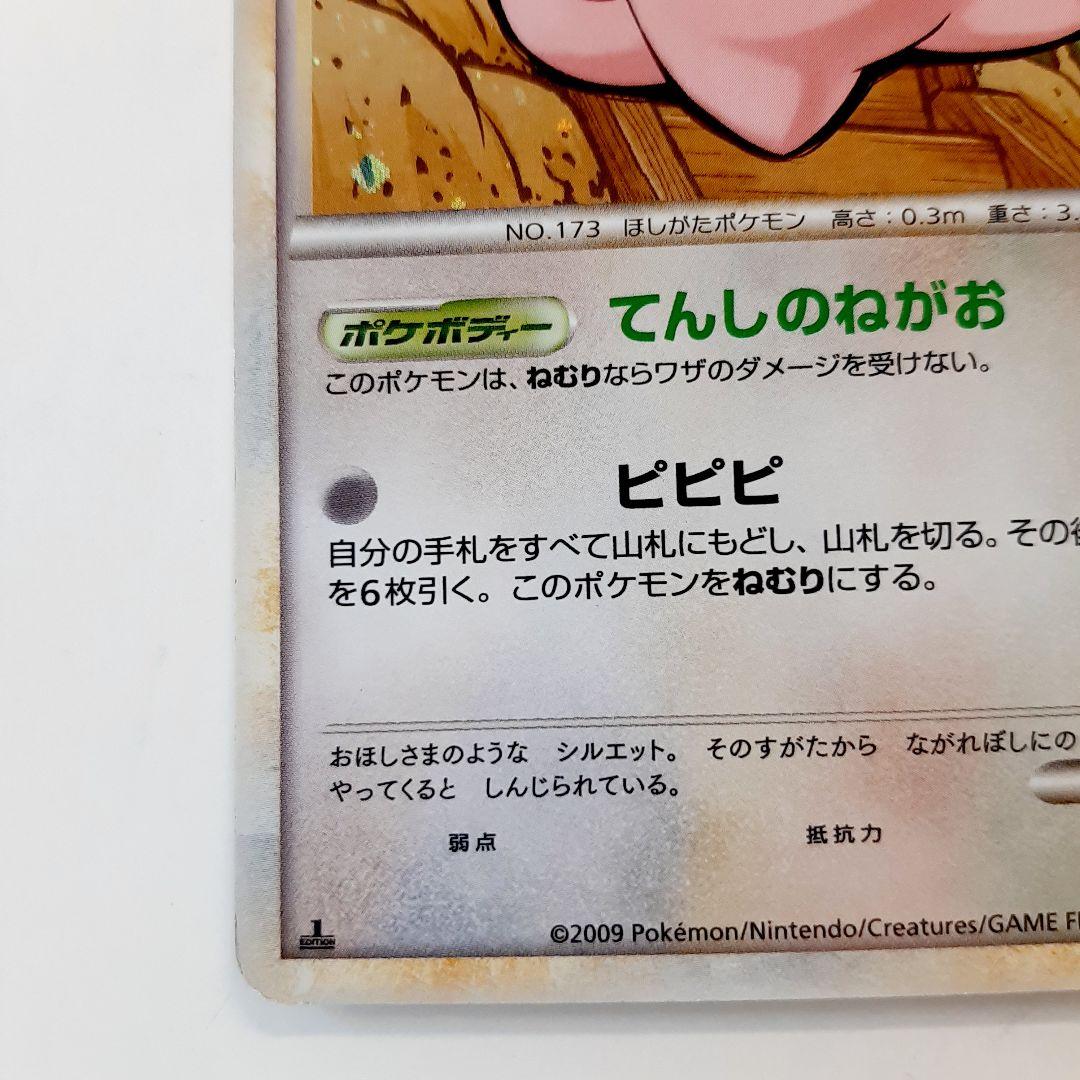 NO.173 ほしがたポケモン 高さ：0.3m 重さ：3.
ポケボディー てんしのねがお
このポケモンは、ねむりならワザのダメージを受けない。
ピピピ
自分の手札をすべて山札にもどし、山札を切る。その後
を6枚引く。このポケモンをねむりにする。
おほしさまのような シルエット。 そのすがたから ながれぼしにの
やってくると しんじられている。
弱点 抵抗力
1 EDITION
©2009 Pokémon/Nintendo/Creatures/GAME